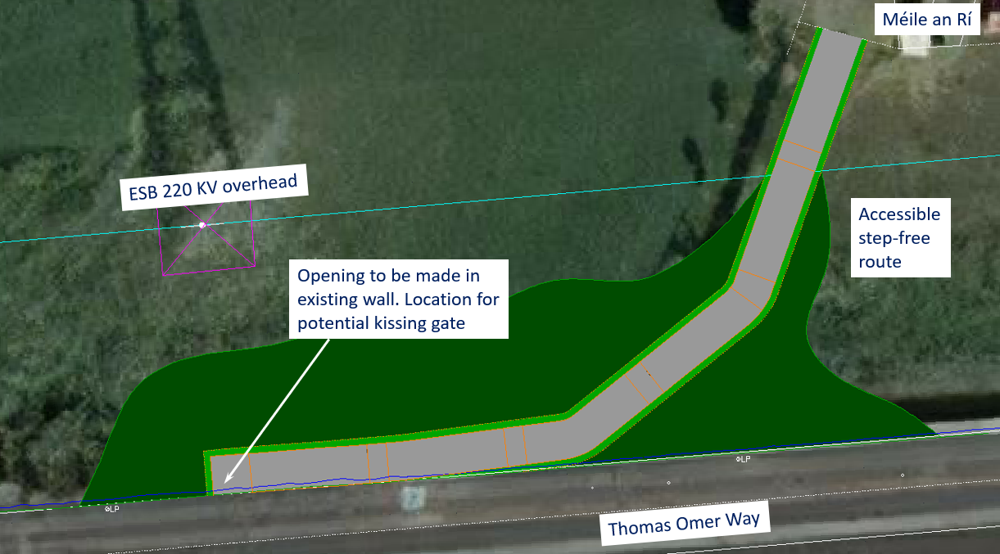 Méile an Rí
ESB 220 KV overhead
Accessible
step-free
route
Opening to be made in
existing wall. Location for
potential kissing gate
LP
LP
Thomas Omer Way